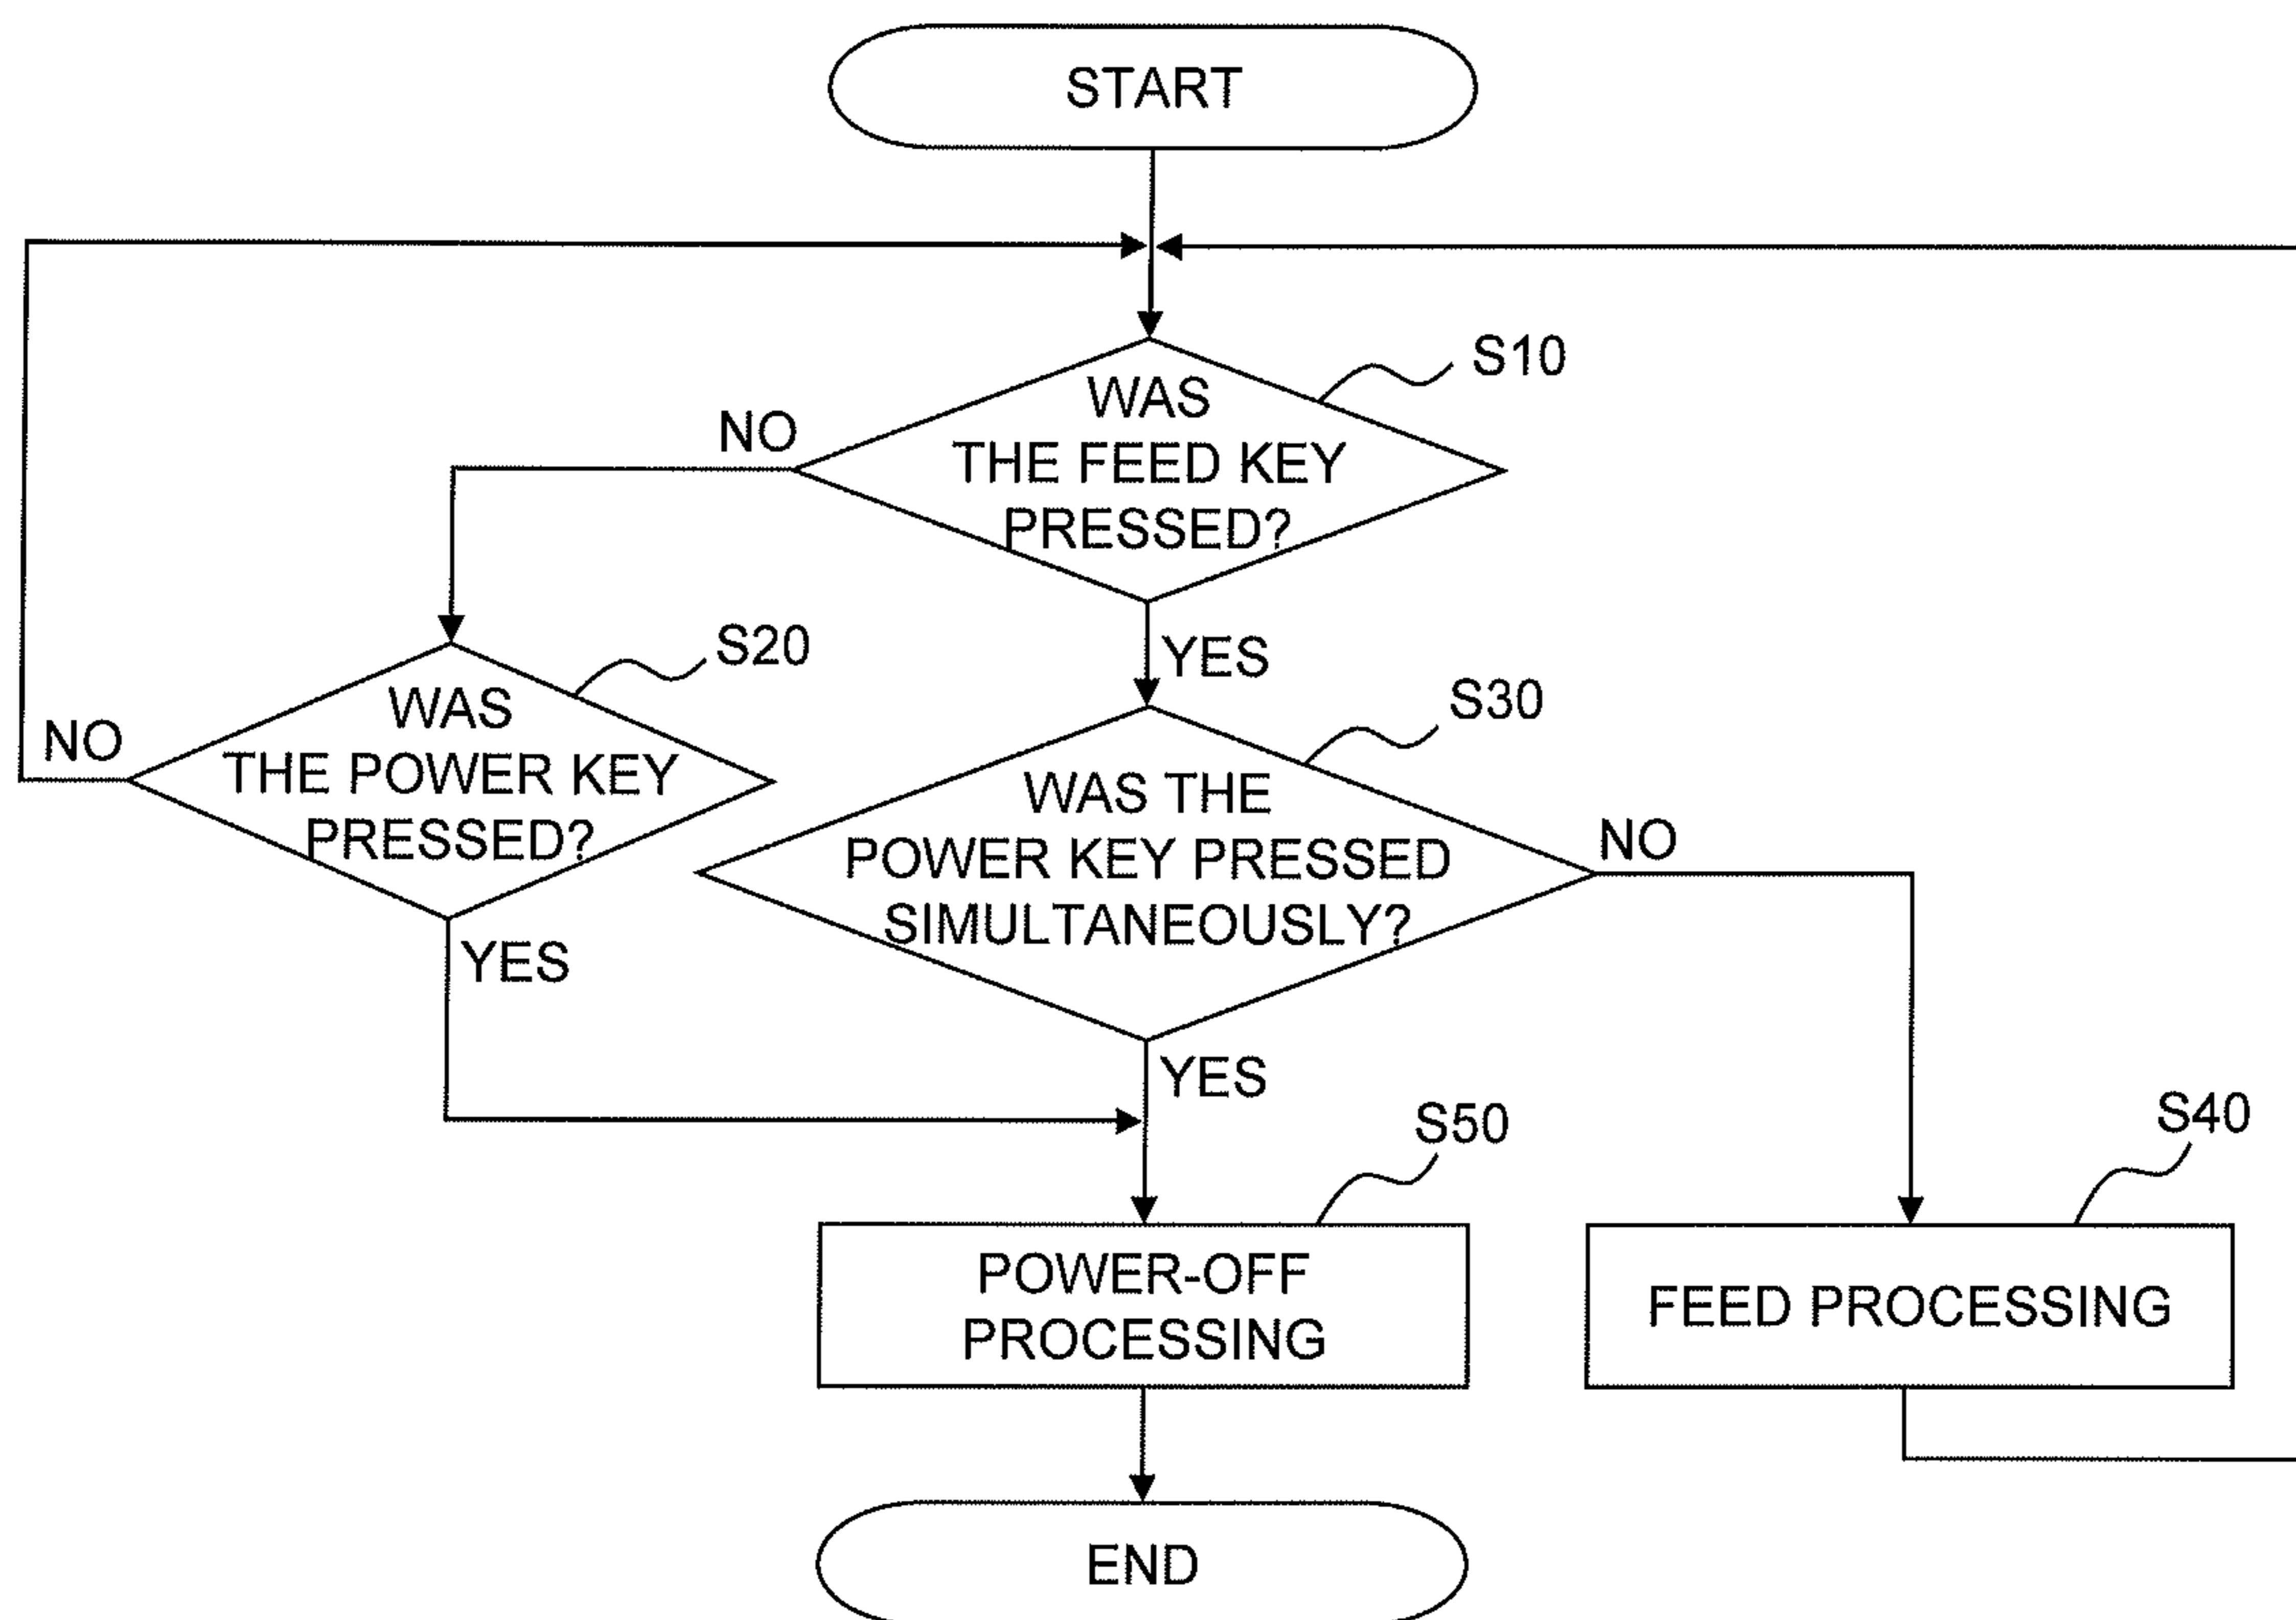 START
S10
WAS
THE FEED KEY
PRESSED?
NO
YES
S20
WAS
THE POWER KEY
PRESSED?
NO
YES
S30
WAS THE
POWER KEY PRESSED
SIMULTANEOUSLY?
NO
YES
S50
POWER-OFF
PROCESSING
S40
FEED PROCESSING
END